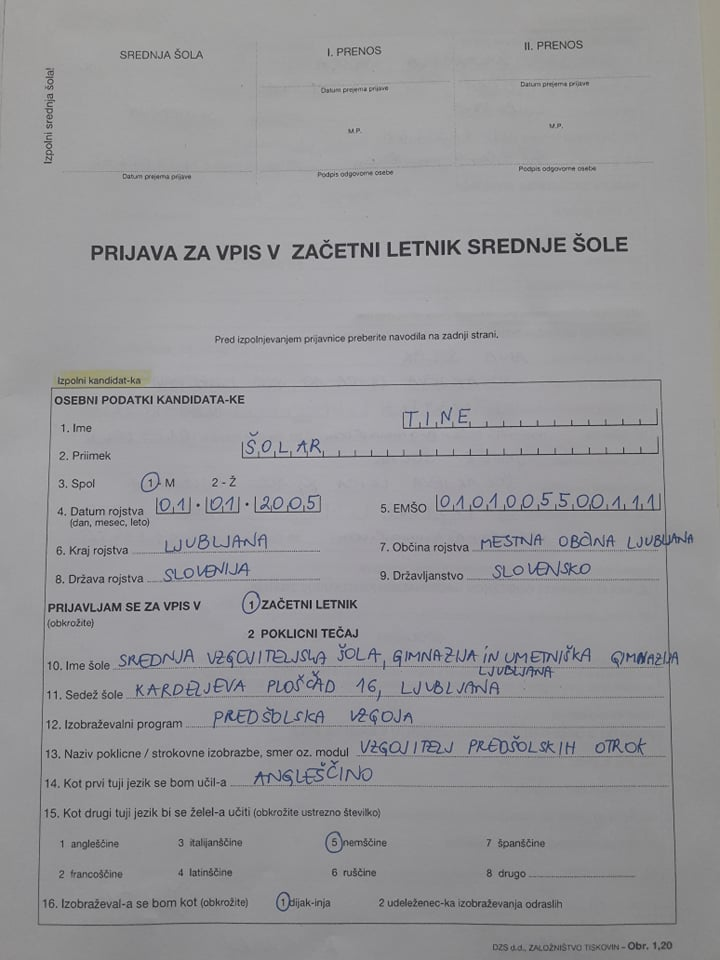 Izpolni srednja šola!
SREDNJA ŠOLA I. PRENOS II. PRENOS
Datum prejema prijave Datum prejema prijave
M.P. M.P.
Datum prejema prijave Podpis odgovorne osebe Podpis odgovorne osebe
PRIJAVA ZA VPIS V ZAČETNI LETNIK SREDNJE ŠOLE
Pred izpolnjevanjem prijavnice preberite navodila na zadnji strani.
Izpolni kandidat-ka
OSEBNI PODATKI KANDIDATA-KE
1. Ime TINE
2. Priimek ŠOLAR
3. Spol 1 - M 2 - Ž
4. Datum rojstva 01 • 01 • 2005 5. EMŠO 0101005500111
(dan, mesec, leto)
6. Kraj rojstva LJUBLJANA 7. Občina rojstva MESTNA OBČINA LJUBLJANA
8. Država rojstva SLOVENIJA 9. Državljanstvo SLOVENSKO
PRIJAVLJAM SE ZA VPIS V 1 ZAČETNI LETNIK
(obkrožite)
2 POKLICNI TEČAJ
10. Ime šole SREDNJA VZGOJITELJSKA ŠOLA, GIMNAZIJA IN UMETNIŠKA GIMNAZIJA
LJUBLJANA
11. Sedež šole KARDELJEVA PLOŠČAD 16, LJUBLJANA
12. Izobraževalni program PREDŠOLSKA VZGOJA
13. Naziv poklicne / strokovne izobrazbe, smer oz. modul VZGOJITELJ PREDŠOLSKIH OTROK
14. Kot prvi tuji jezik se bom učil-a ANGLEŠČINO
15. Kot drugi tuji jezik bi se želel-a učiti (obkrožite ustrezno številko)
1 angleščine 3 italijanščine 5 nemščine 7 španščine
2 francoščine 4 latinščine 6 ruščine 8 drugo
16. Izobraževal-a se bom kot (obkrožite) 1 dijak-inja 2 udeleženec-ka izobraževanja odraslih
DZS d.d., ZALOŽNIŠTVO TISKOVIN – Obr. 1,20